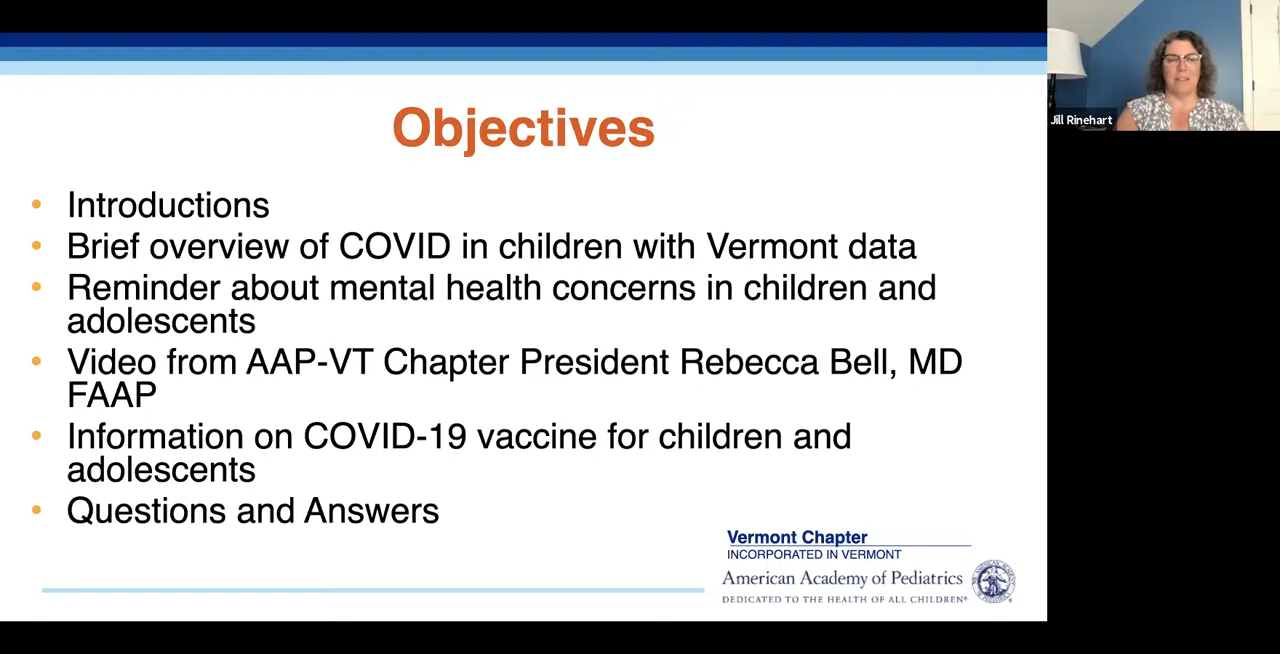 Objectives
• Introductions
• Brief overview of COVID in children with Vermont data
• Reminder about mental health concerns in children and
adolescents
• Video from AAP-VT Chapter President Rebecca Bell, MD
FAAP
• Information on COVID-19 vaccine for children and
adolescents
• Questions and Answers
Vermont Chapter
INCORPORATED IN VERMONT
American Academy of Pediatrics
DEDICATED TO THE HEALTH OF ALL CHILDREN®
Jill Rinehart